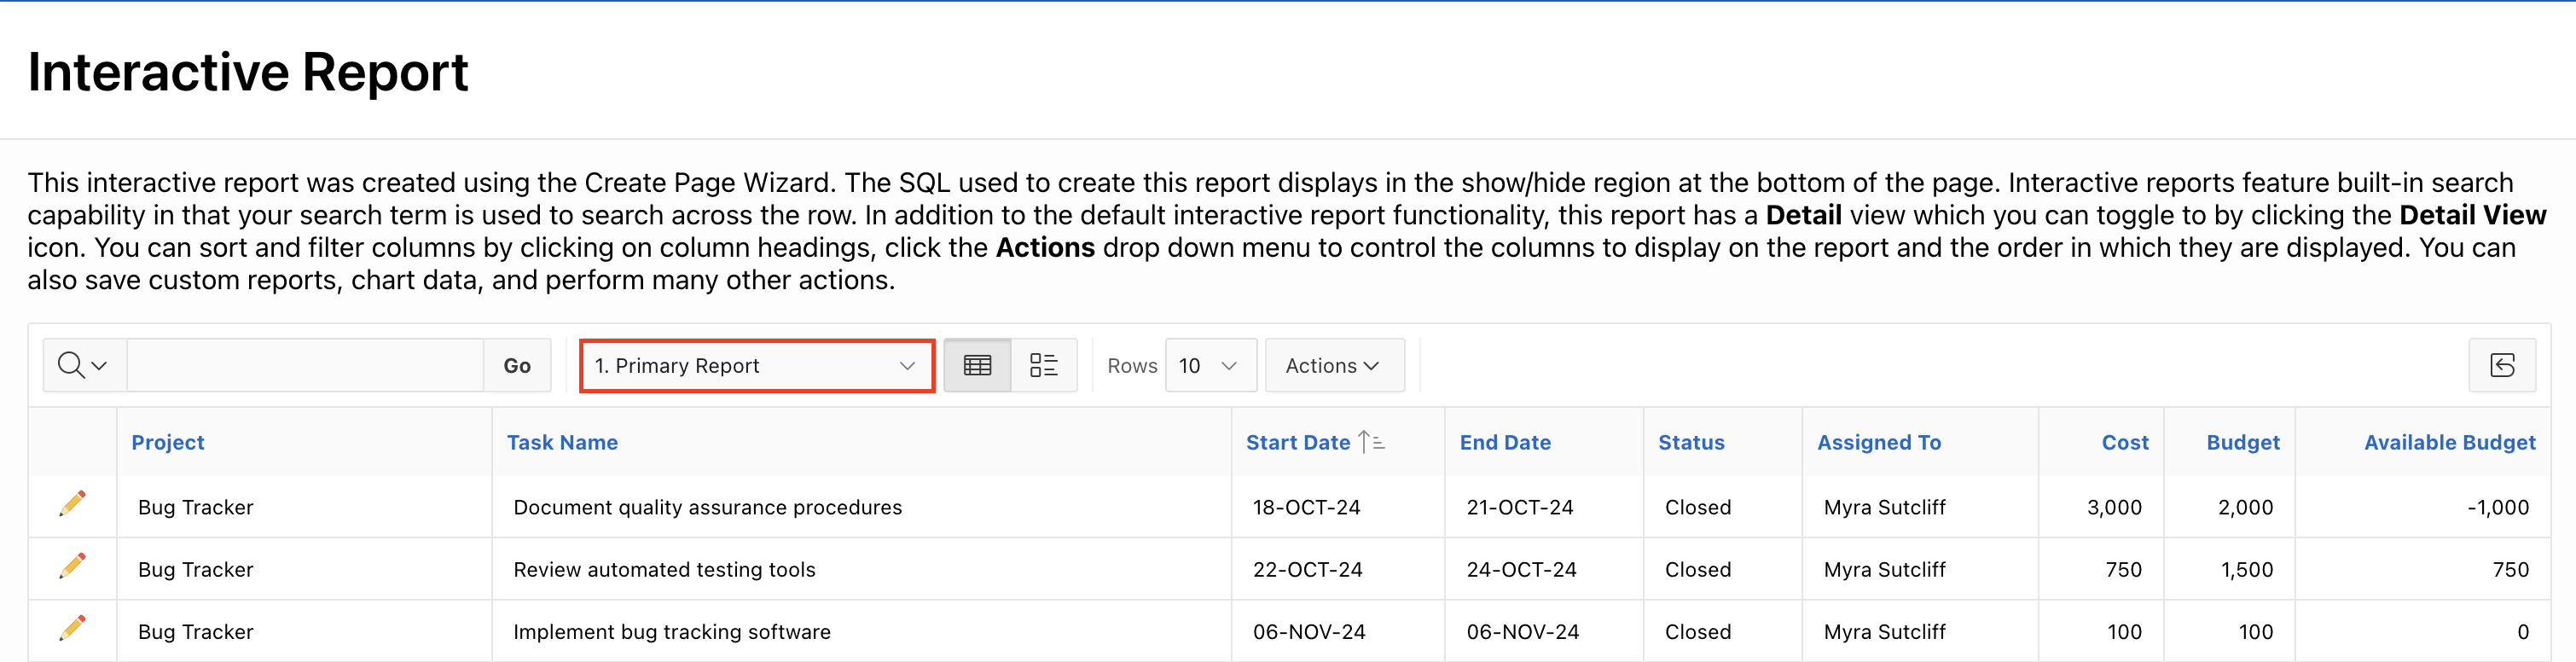 Interactive Report
This interactive report was created using the Create Page Wizard. The SQL used to create this report displays in the show/hide region at the bottom of the page. Interactive reports feature built-in search
capability in that your search term is used to search across the row. In addition to the default interactive report functionality, this report has a Detail view which you can toggle to by clicking the Detail View
icon. You can sort and filter columns by clicking on column headings, click the Actions drop down menu to control the columns to display on the report and the order in which they are displayed. You can
also save custom reports, chart data, and perform many other actions.
Go 1. Primary Report Rows 10 Actions
Project Task Name Start Date End Date Status Assigned To Cost Budget Available Budget
Bug Tracker Document quality assurance procedures 18-OCT-24 21-OCT-24 Closed Myra Sutcliff 3,000 2,000 -1,000
Bug Tracker Review automated testing tools 22-OCT-24 24-OCT-24 Closed Myra Sutcliff 750 1,500 750
Bug Tracker Implement bug tracking software 06-NOV-24 06-NOV-24 Closed Myra Sutcliff 100 100 0